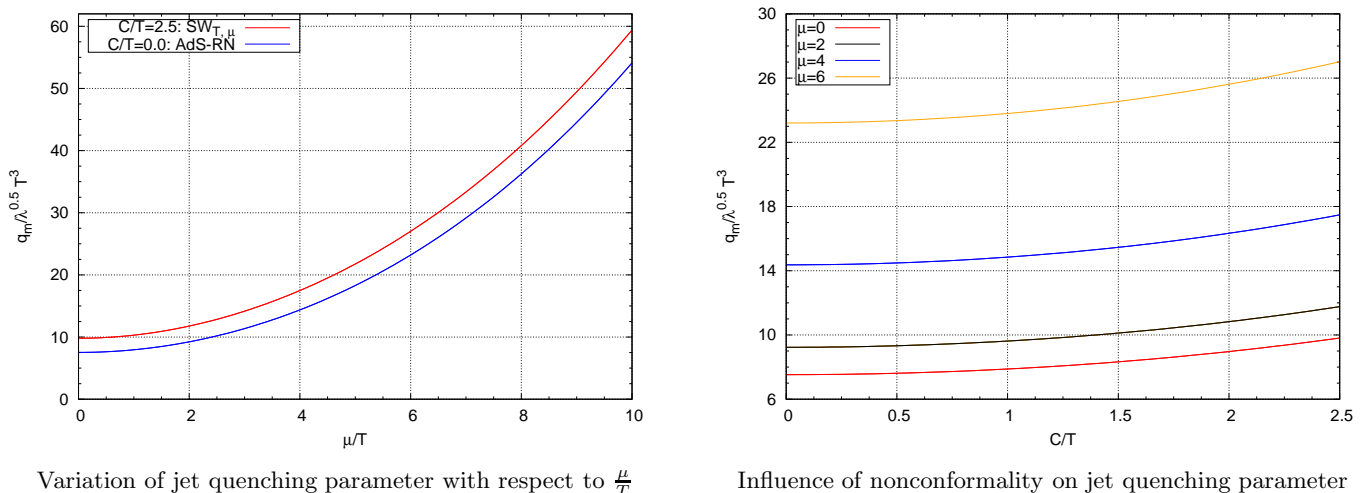 q_m/λ^0.5 T^3
60
50
40
30
20
10
0
C/T=2.5: SW_T, μ
C/T=0.0: AdS-RN
0 2 4 6 8 10
μ/T
Variation of jet quenching parameter with respect to μ/T
q_m/λ^0.5 T^3
30
26
22
18
14
10
6
μ=0
μ=2
μ=4
μ=6
0 0.5 1 1.5 2 2.5
C/T
Influence of nonconformality on jet quenching parameter